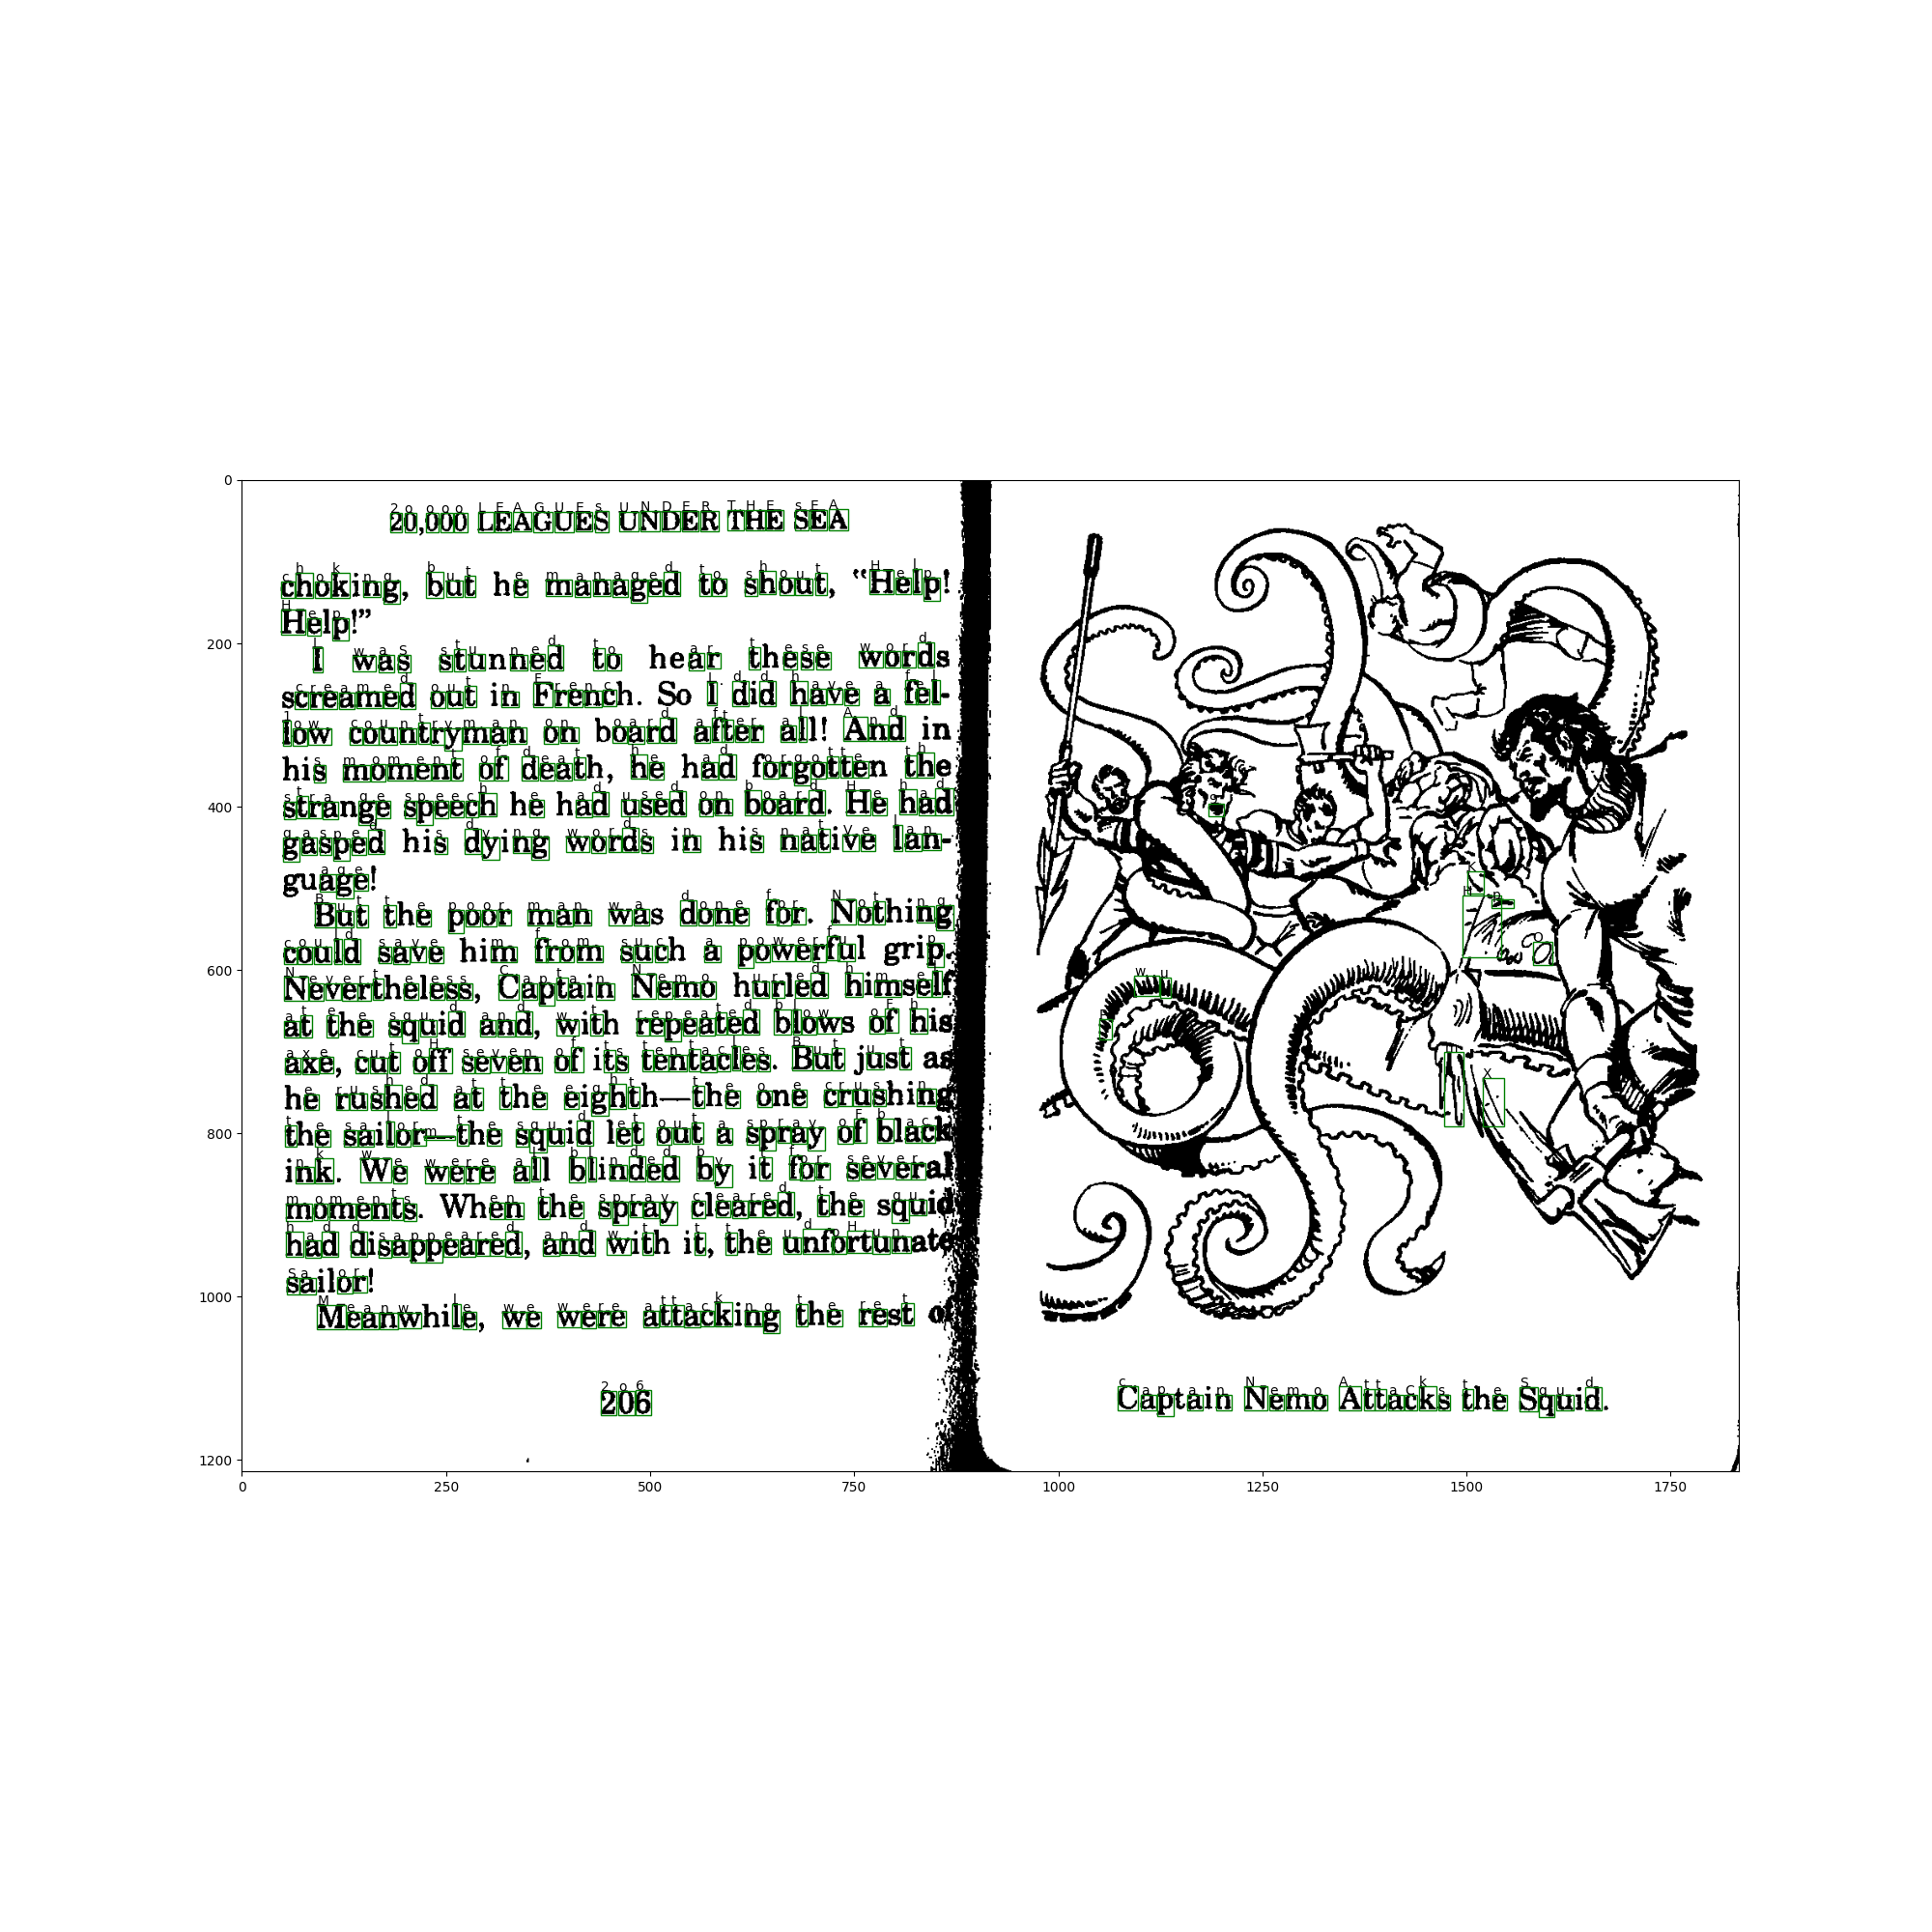 20,000 LEAGUES UNDER THE SEA
choking, but he managed to shout, “Help!
Help!”
I was stunned to hear these words
screamed out in French. So I did have a fel-
low countryman on board after all! And in
his moment of death, he had forgotten the
strange speech he had used on board. He had
gasped his dying words in his native lan-
guage!
But the poor man was done for. Nothing
could save him from such a powerful grip.
Nevertheless, Captain Nemo hurled himself
at the squid and, with repeated blows of his
axe, cut off seven of its tentacles. But just as
he rushed at the eighth—the one crushing
the sailor—the squid let out a spray of black
ink. We were all blinded by it for several
moments. When the spray cleared, the squid
had disappeared, and with it, the unfortunate
sailor!
Meanwhile, we were attacking the rest of
206
Captain Nemo Attacks the Squid.